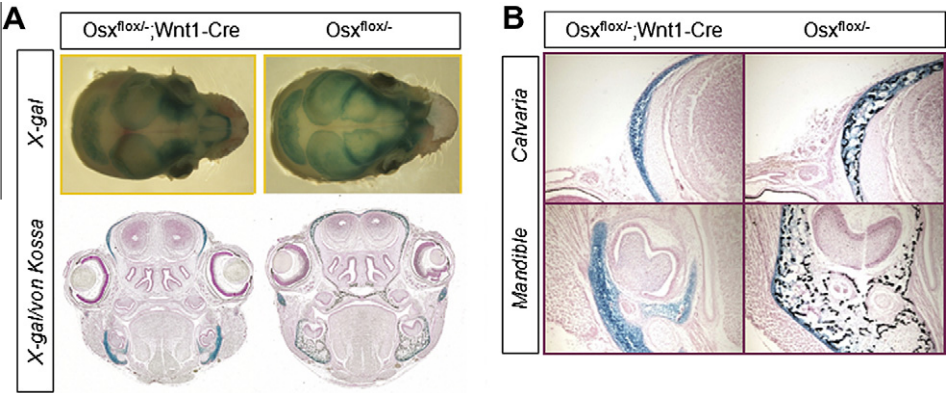 A
Osxflox/-;Wnt1-Cre
Osxflox/-
X-gal
X-gal/von Kossa
B
Osxflox/-;Wnt1-Cre
Osxflox/-
Calvaria
Mandible